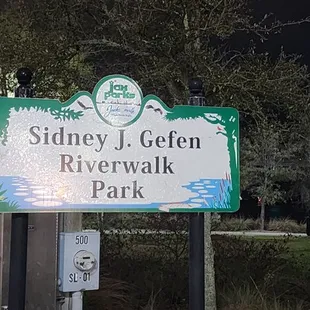 Jax
Parks
Sidney J. Gefen
Riverwalk
Park
500
SL - 01